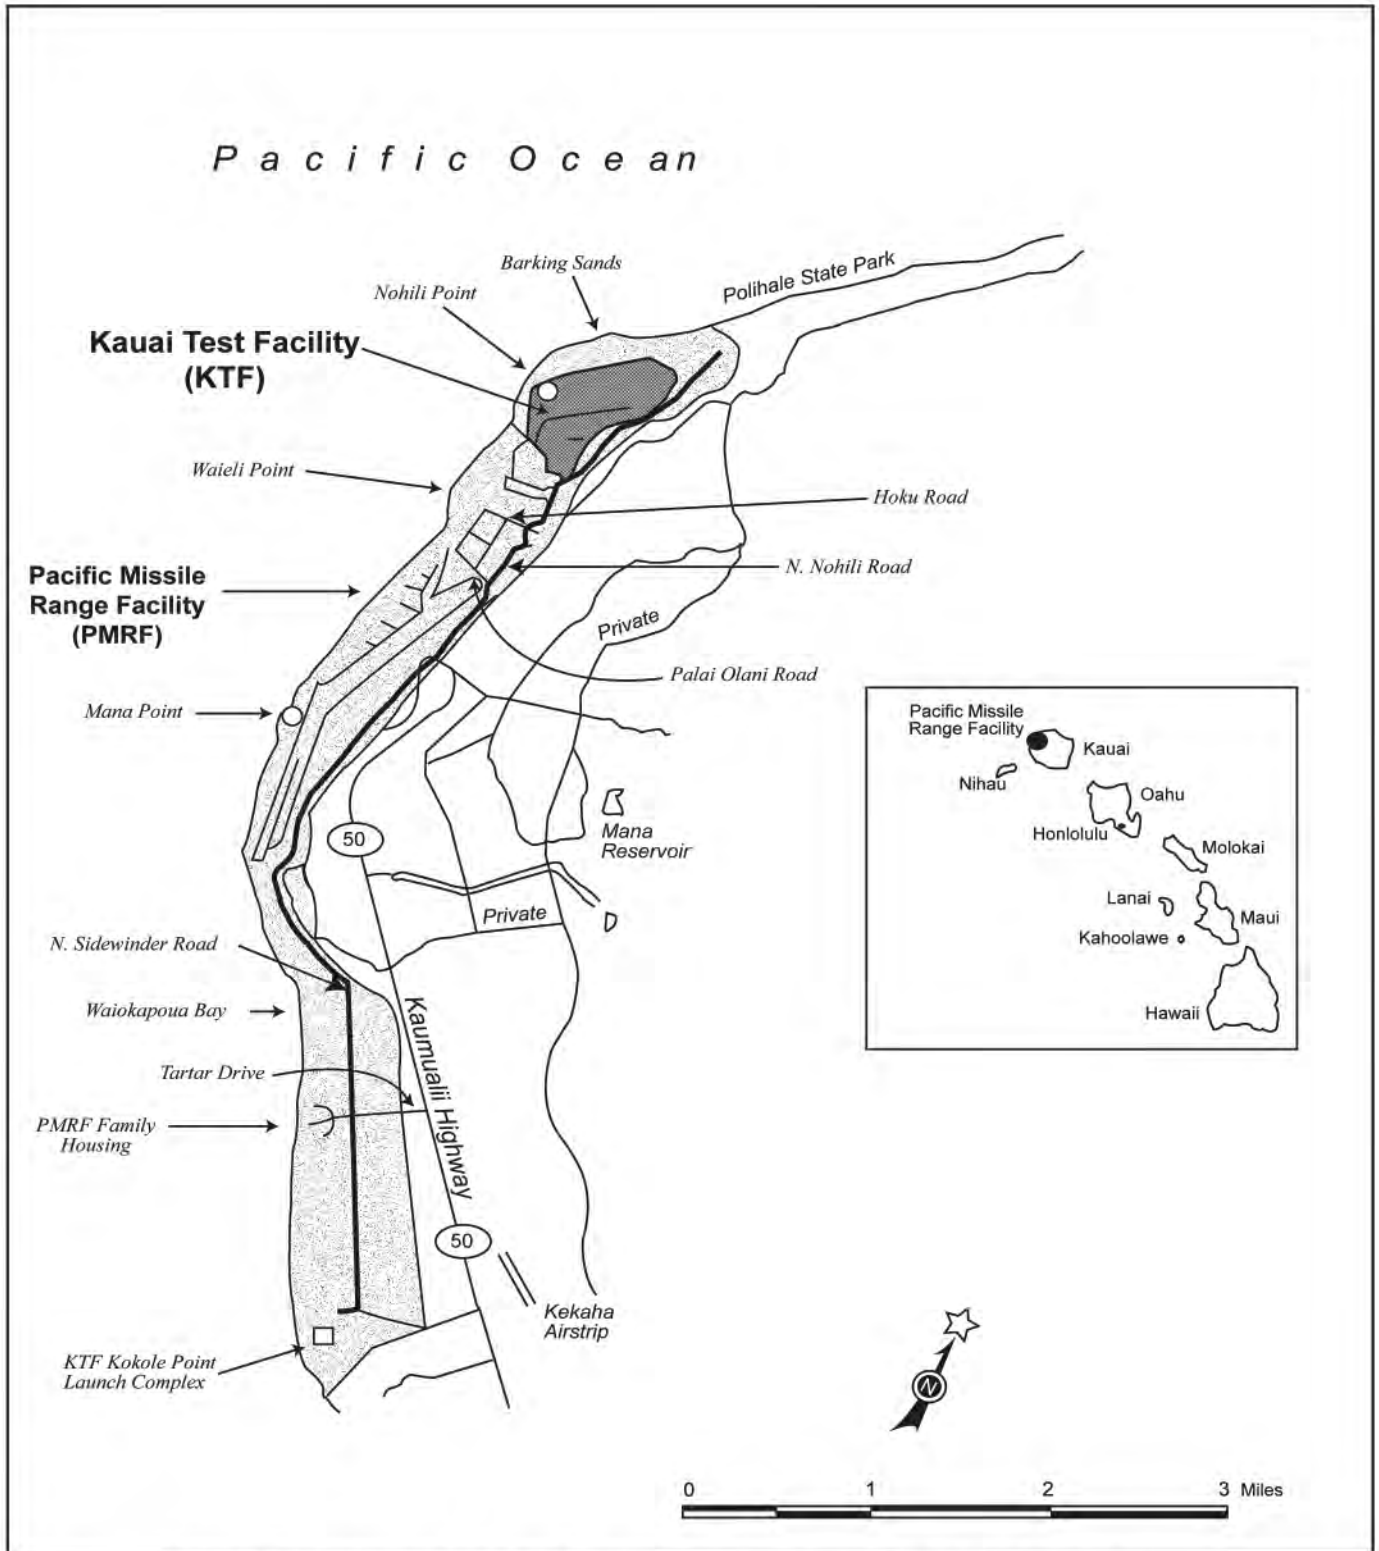 Pacific Ocean
Barking Sands
Polihale State Park
Nohili Point
Kauai Test Facility
(KTF)
Waieli Point
Hoku Road
N. Nohili Road
Pacific Missile
Range Facility
(PMRF)
Private
Palai Olani Road
Mana Point
Pacific Missile
Range Facility
Kauai
Nihau
Oahu
Honlolulu
Molokai
Lanai
Maui
Kahoolawe
Hawaii
50
Mana
Reservoir
Private
N. Sidewinder Road
Waiokapoua Bay
Kaumualii Highway
Tartar Drive
PMRF Family
Housing
50
Kekaha
Airstrip
KTF Kokole Point
Launch Complex
N
0 1 2 3 Miles